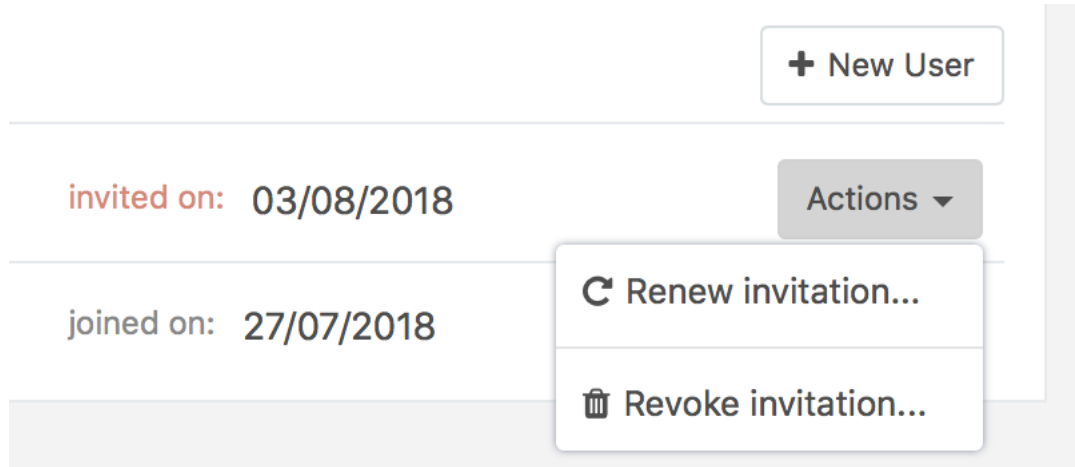 New User
invited on: 03/08/2018 Actions
Renew invitation...
joined on: 27/07/2018
Revoke invitation...